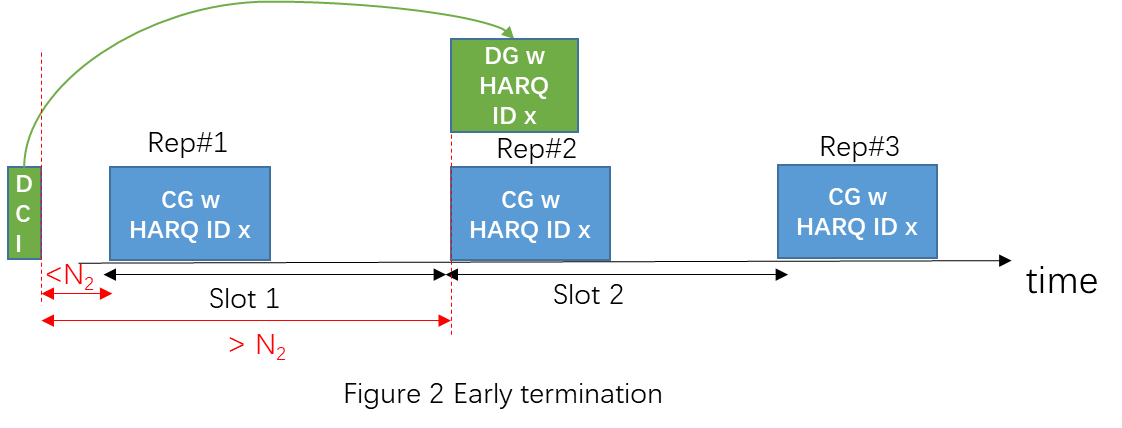 DG w
HARQ
ID x
Rep#1
Rep#2
Rep#3
D
C
I
CG w
HARQ ID x
CG w
HARQ ID x
CG w
HARQ ID x
<N2
Slot 1
Slot 2
time
> N2
Figure 2 Early termination